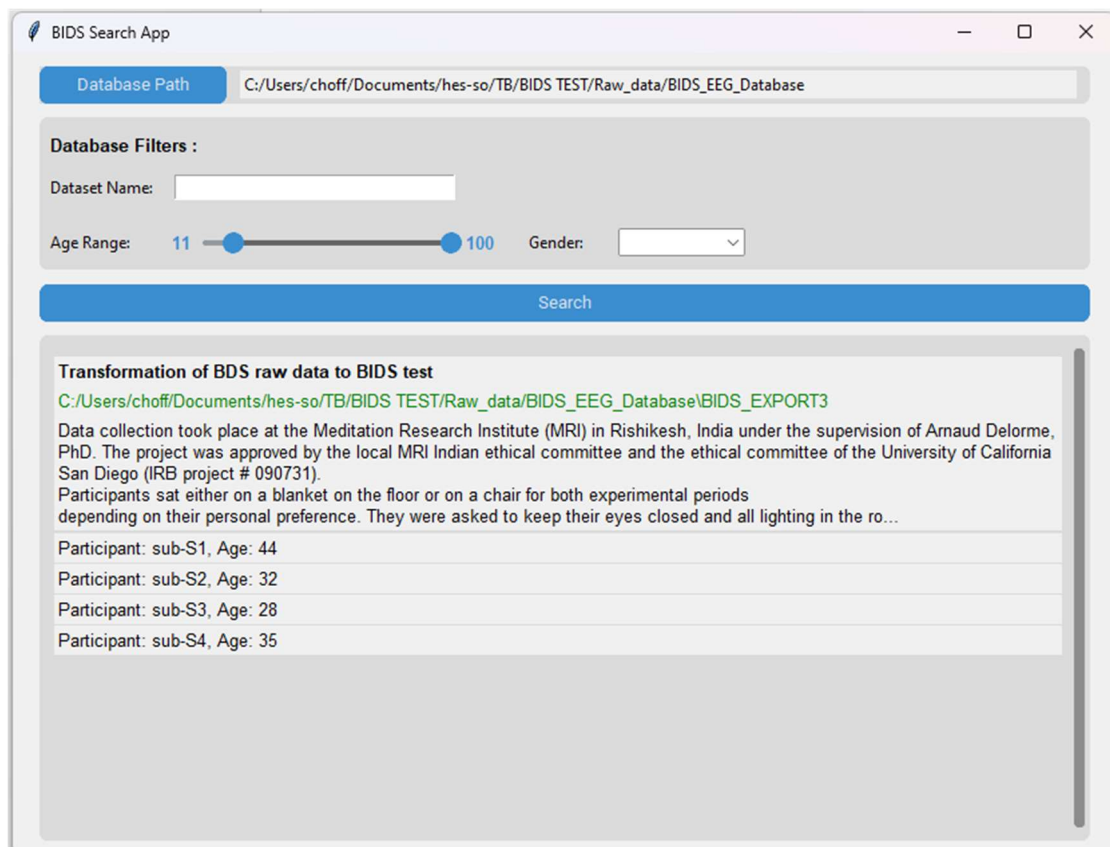 BIDS Search App
Database Path C:/Users/choff/Documents/hes-so/TB/BIDS TEST/Raw_data/BIDS_EEG_Database
Database Filters :
Dataset Name:
Age Range: 11 100 Gender:
Search
Transformation of BDS raw data to BIDS test
C:/Users/choff/Documents/hes-so/TB/BIDS TEST/Raw_data/BIDS_EEG_Database\BIDS_EXPORT3
Data collection took place at the Meditation Research Institute (MRI) in Rishikesh, India under the supervision of Arnaud Delorme,
PhD. The project was approved by the local MRI Indian ethical committee and the ethical committee of the University of California
San Diego (IRB project # 090731).
Participants sat either on a blanket on the floor or on a chair for both experimental periods
depending on their personal preference. They were asked to keep their eyes closed and all lighting in the ro...
Participant: sub-S1, Age: 44
Participant: sub-S2, Age: 32
Participant: sub-S3, Age: 28
Participant: sub-S4, Age: 35